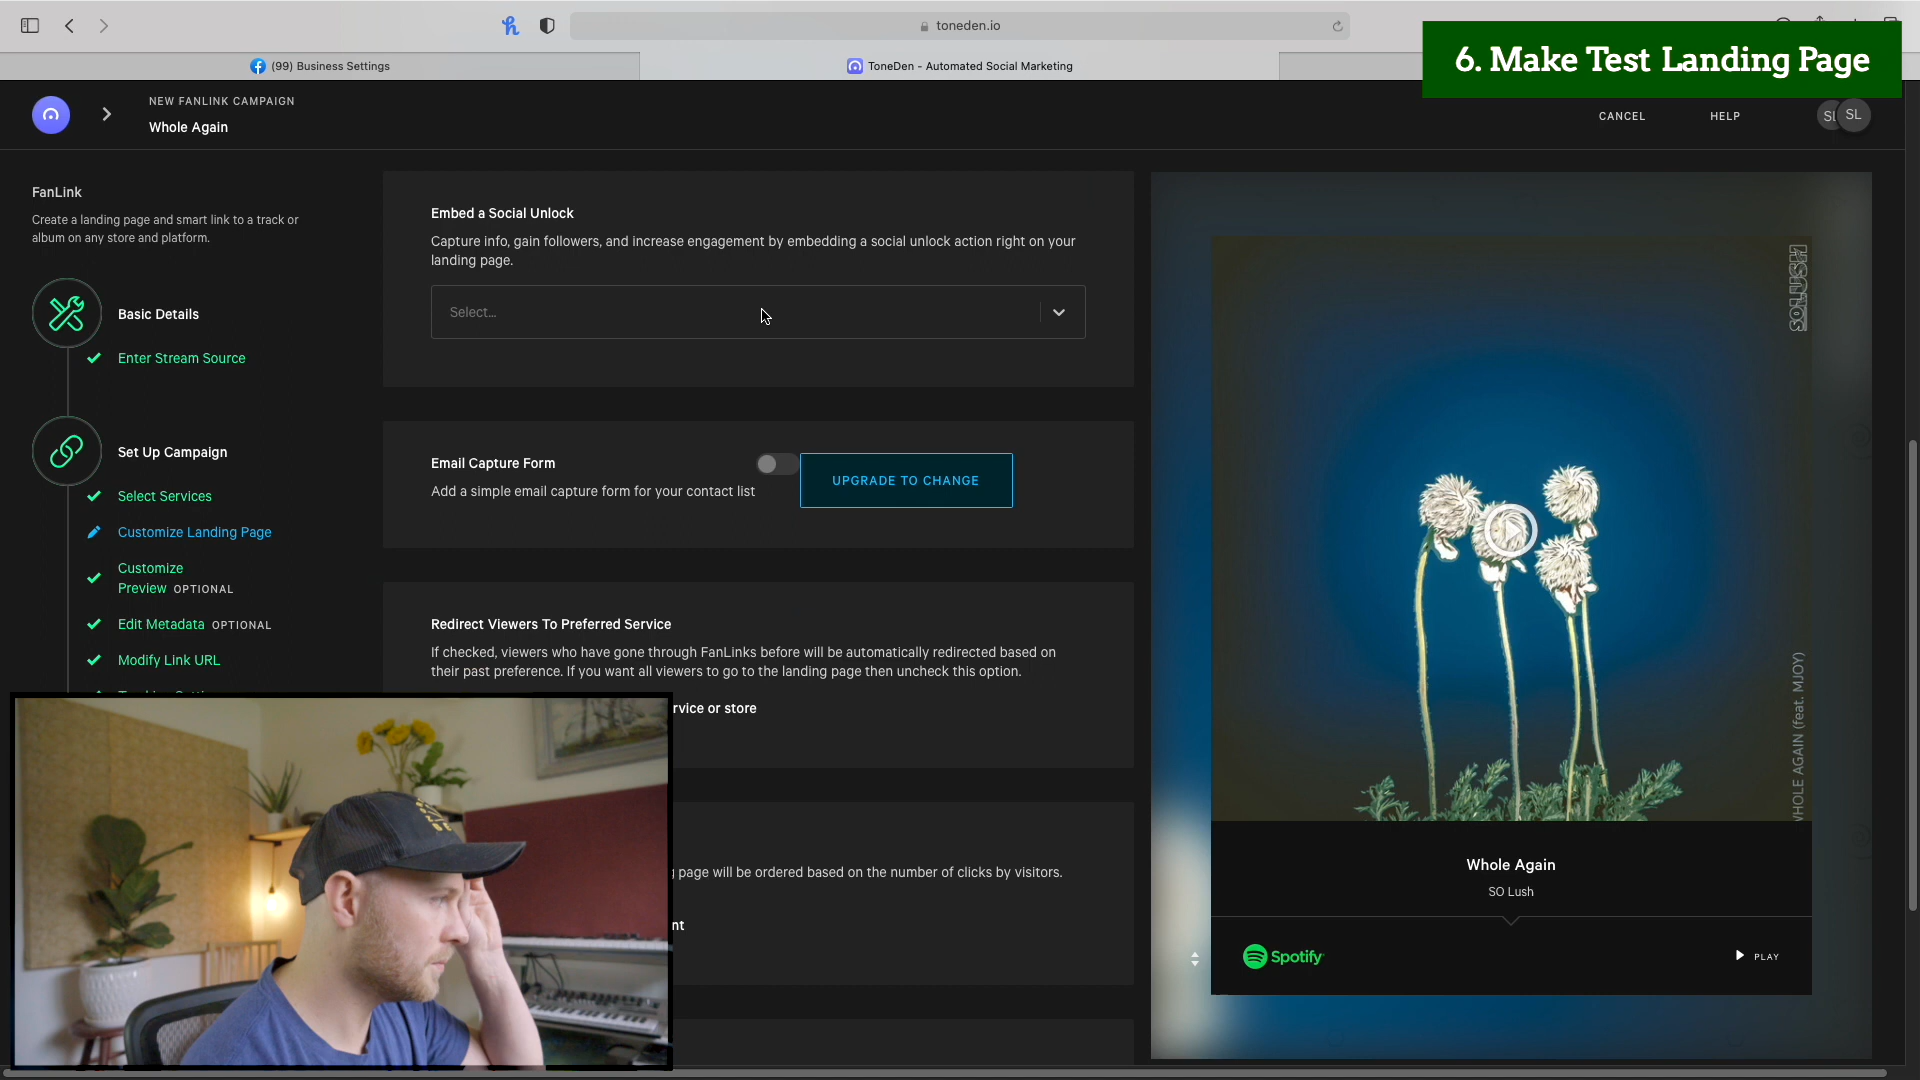 toneden.io
(99) Business Settings
ToneDen - Automated Social Marketing
6. Make Test Landing Page
NEW FANLINK CAMPAIGN
Whole Again
CANCEL
HELP
SL
SL
FanLink
Create a landing page and smart link to a track or
album on any store and platform.
Basic Details
Enter Stream Source
Set Up Campaign
Select Services
Customize Landing Page
Customize
Preview OPTIONAL
Edit Metadata OPTIONAL
Modify Link URL
Embed a Social Unlock
Capture info, gain followers, and increase engagement by embedding a social unlock action right on your
landing page.
Select...
Email Capture Form
Add a simple email capture form for your contact list
UPGRADE TO CHANGE
Redirect Viewers To Preferred Service
If checked, viewers who have gone through FanLinks before will be automatically redirected based on
their past preference. If you want all viewers to go to the landing page then uncheck this option.
rvice or store
page will be ordered based on the number of clicks by visitors.
nt
SOLUSH
WHOLE AGAIN (feat. MJOY)
Whole Again
SO Lush
Spotify
PLAY